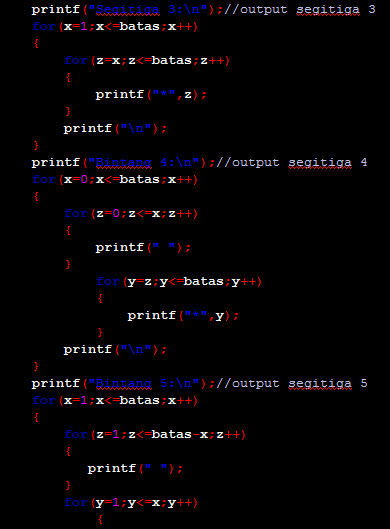 printf("Segitiga 3:\n");//output segitiga 3
for(x=1;x<=batas;x++)
{
for(z=x;z<=batas;z++)
{
printf("*",z);
}
printf("\n");
}
printf("Bintang 4:\n");//output segitiga 4
for(x=0;x<=batas;x++)
{
for(z=0;z<=x;z++)
{
printf(" ");
}
for(y=z;y<=batas;y++)
{
printf("*",y);
}
printf("\n");
}
printf("Bintang 5:\n");//output segitiga 5
for(x=1;x<=batas;x++)
{
for(z=1;z<=batas-x;z++)
{
printf(" ");
}
for(y=1;y<=x;y++)
{